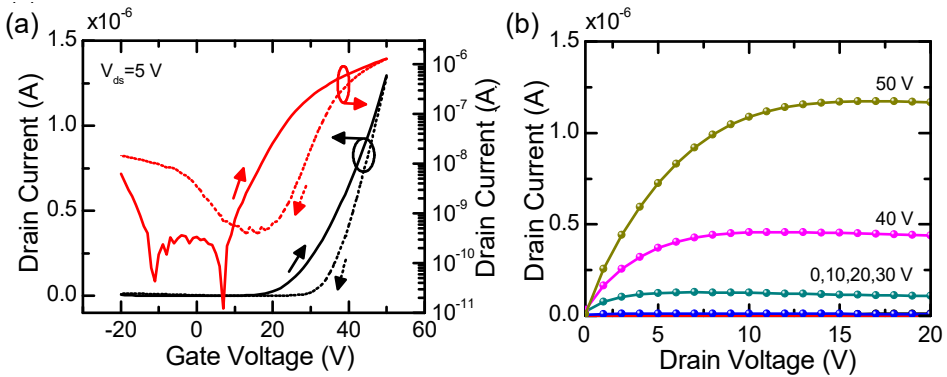 (a)
x10⁻⁶
V_ds=5 V
Drain Current (A)
1.5
1.0
0.5
0.0
-20 0 20 40 60
Gate Voltage (V)
10⁻⁶
10⁻⁷
10⁻⁸
10⁻⁹
10⁻¹⁰
10⁻¹¹
Drain Current (A)
(b)
x10⁻⁶
Drain Current (A)
1.5
1.0
0.5
0.0
50 V
40 V
0,10,20,30 V
0 5 10 15 20
Drain Voltage (V)